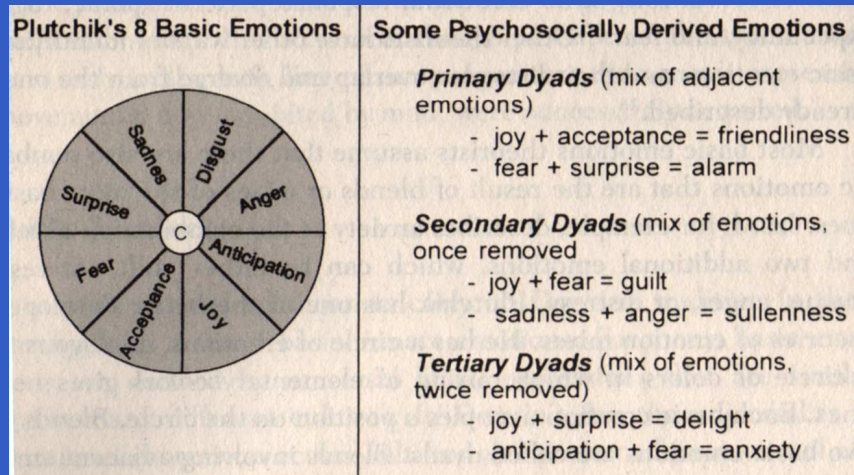 Plutchik's 8 Basic Emotions
Sadnes
Disgust
Surprise
Anger
Fear
Anticipation
Acceptance
Joy
Some Psychosocially Derived Emotions
Primary Dyads (mix of adjacent
emotions)
- joy + acceptance = friendliness
- fear + surprise = alarm
Secondary Dyads (mix of emotions,
once removed
- joy + fear = guilt
- sadness + anger = sullenness
Tertiary Dyads (mix of emotions,
twice removed)
- joy + surprise = delight
- anticipation + fear = anxiety